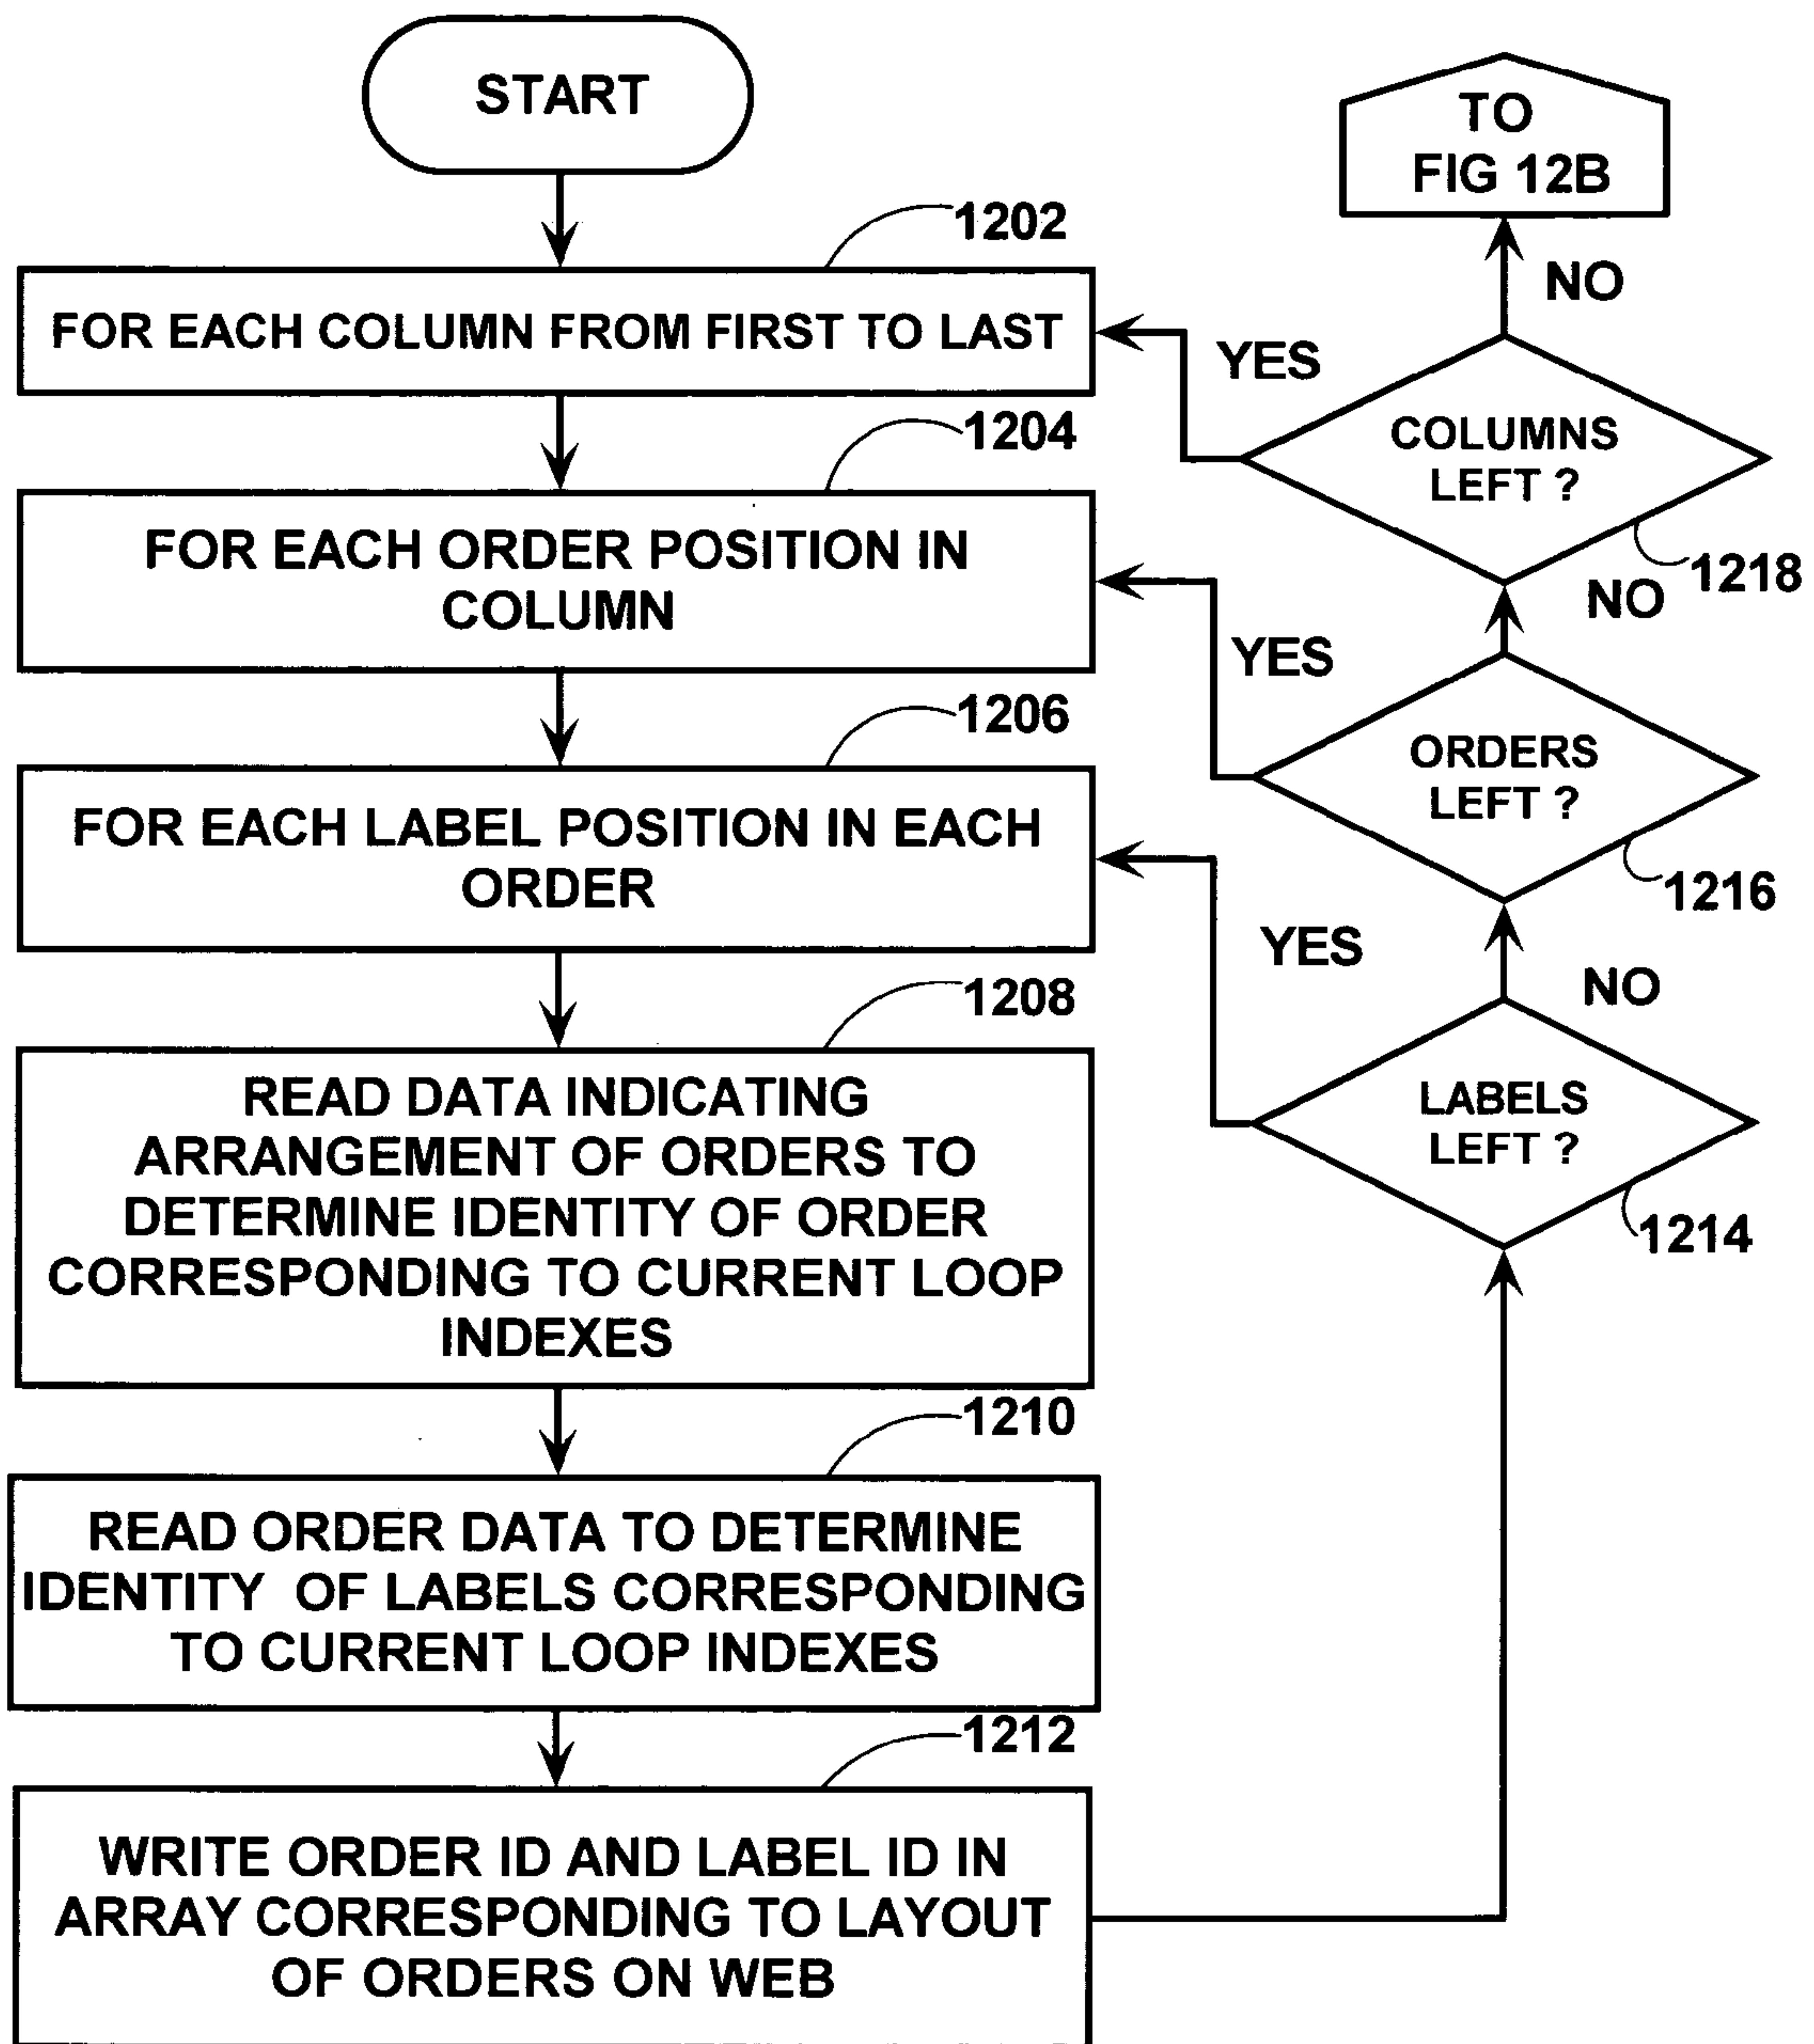 START
1202
FOR EACH COLUMN FROM FIRST TO LAST
1204
FOR EACH ORDER POSITION IN
COLUMN
1206
FOR EACH LABEL POSITION IN EACH
ORDER
1208
READ DATA INDICATING
ARRANGEMENT OF ORDERS TO
DETERMINE IDENTITY OF ORDER
CORRESPONDING TO CURRENT LOOP
INDEXES
1210
READ ORDER DATA TO DETERMINE
IDENTITY OF LABELS CORRESPONDING
TO CURRENT LOOP INDEXES
1212
WRITE ORDER ID AND LABEL ID IN
ARRAY CORRESPONDING TO LAYOUT
OF ORDERS ON WEB
TO
FIG 12B
NO
YES
COLUMNS
LEFT ?
1218
NO
YES
ORDERS
LEFT ?
1216
YES
NO
LABELS
LEFT ?
1214